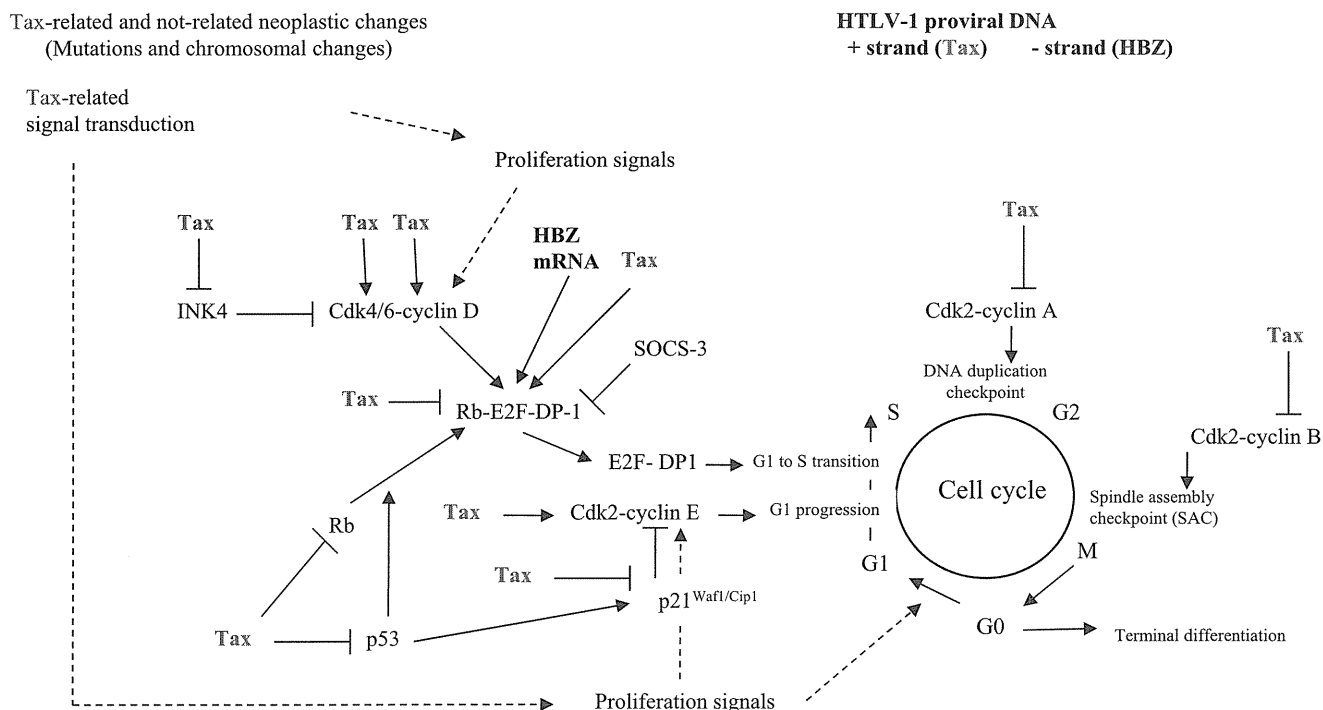 Tax-related and not-related neoplastic changes
(Mutations and chromosomal changes)
HTLV-1 proviral DNA
+ strand (Tax) - strand (HBZ)
Tax-related
signal transduction
Proliferation signals
Tax
Tax
Tax
Tax
HBZ
mRNA
Tax
INK4
Cdk4/6-cyclin D
Cdk2-cyclin A
Tax
SOCS-3
DNA duplication
checkpoint
Tax
Rb-E2F-DP-1
S
G2
Cdk2-cyclin B
E2F- DP1
G1 to S transition
Cell cycle
Spindle assembly
checkpoint (SAC)
Tax
Cdk2-cyclin E
G1 progression
Rb
M
G1
Tax
p21Waf1/Cip1
Tax
p53
G0
Terminal differentiation
Proliferation signals